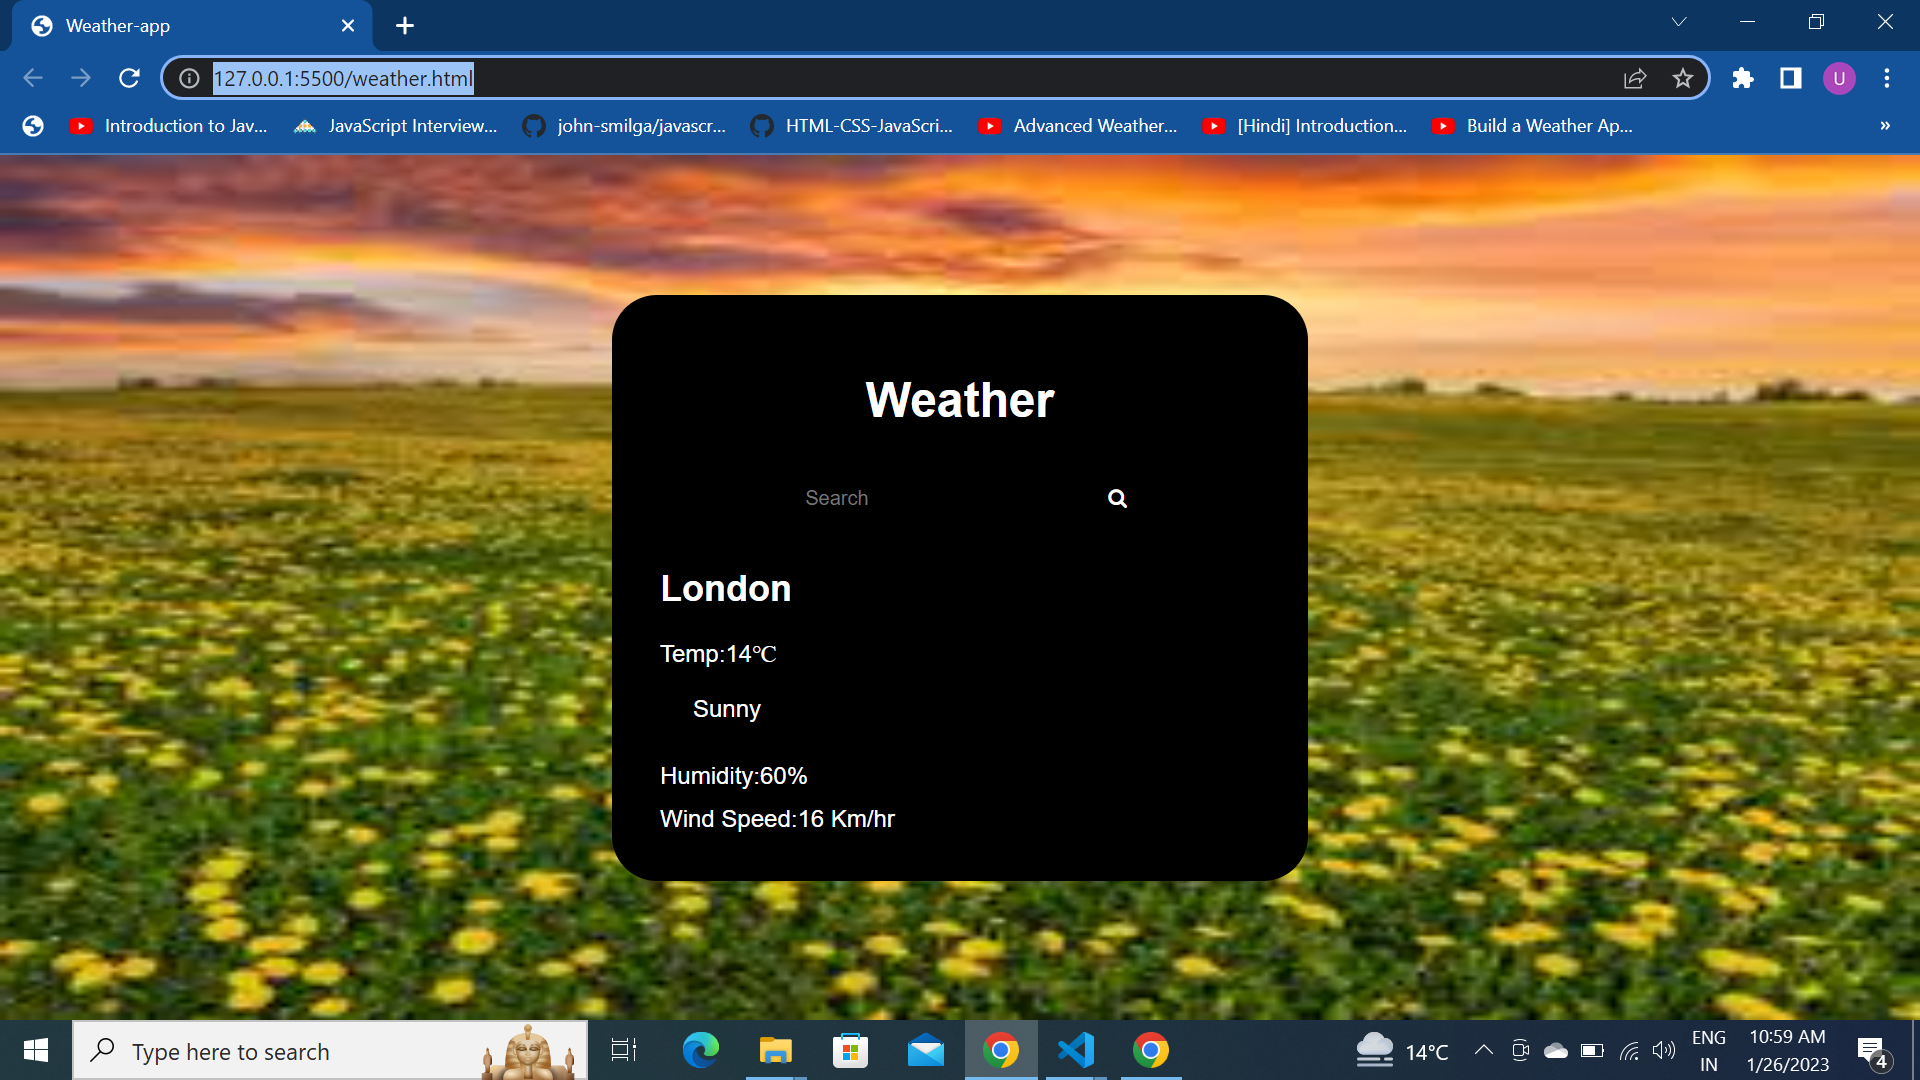 Weather-app
127.0.0.1:5500/weather.html
U
Introduction to Jav...
JavaScript Interview...
john-smilga/javascr...
HTML-CSS-JavaScri...
Advanced Weather...
[Hindi] Introduction...
Build a Weather Ap...
»
Weather
Search
London
Temp:14℃
Sunny
Humidity:60%
Wind Speed:16 Km/hr
Type here to search
14°C
ENG
IN
10:59 AM
1/26/2023
4